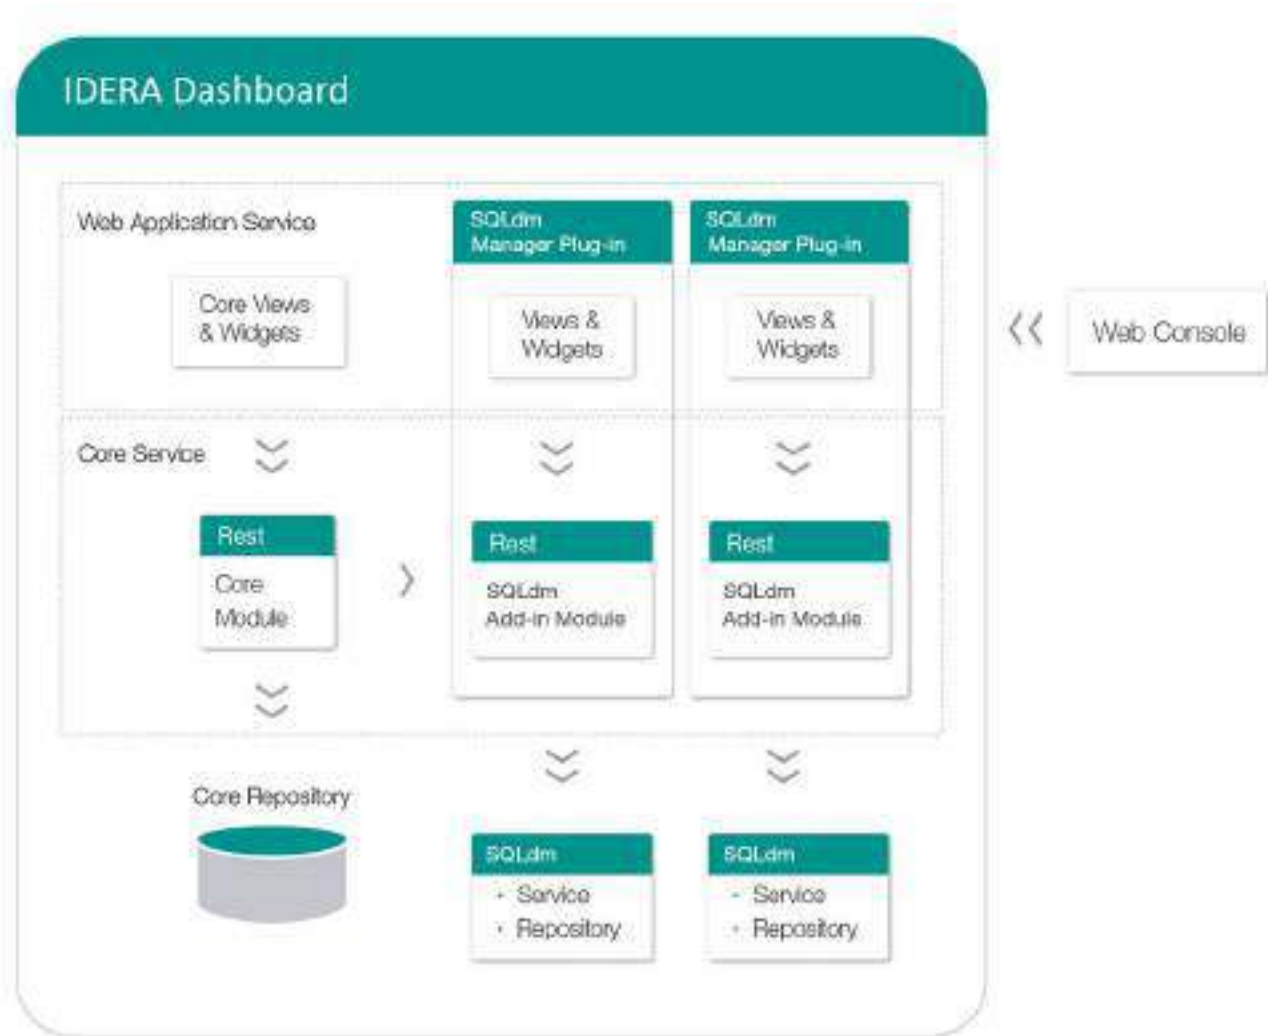 IDERA Dashboard
Web Application Service
SQLdm
Manager Plug-in
SQLdm
Manager Plug-in
Core Views
& Widgets
Views &
Widgets
Views &
Widgets
Web Console
Core Service
Rest
Core
Module
Rest
SQLdm
Add-in Module
Rest
SQLdm
Add-in Module
Core Repository
SQLdm
· Service
· Repository
SQLdm
· Service
· Repository